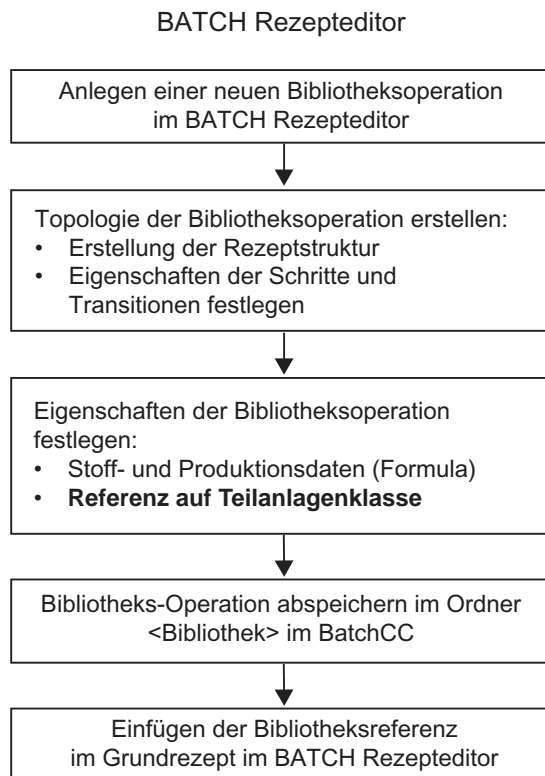 BATCH Rezepteditor
Anlegen einer neuen Bibliotheksoperation
im BATCH Rezepteditor
Topologie der Bibliotheksoperation erstellen:
• Erstellung der Rezeptstruktur
• Eigenschaften der Schritte und
Transitionen festlegen
Eigenschaften der Bibliotheksoperation
festlegen:
• Stoff- und Produktionsdaten (Formula)
• Referenz auf Teilanlagenklasse
Bibliotheks-Operation abspeichern im Ordner
<Bibliothek> im BatchCC
Einfügen der Bibliotheksreferenz
im Grundrezept im BATCH Rezepteditor